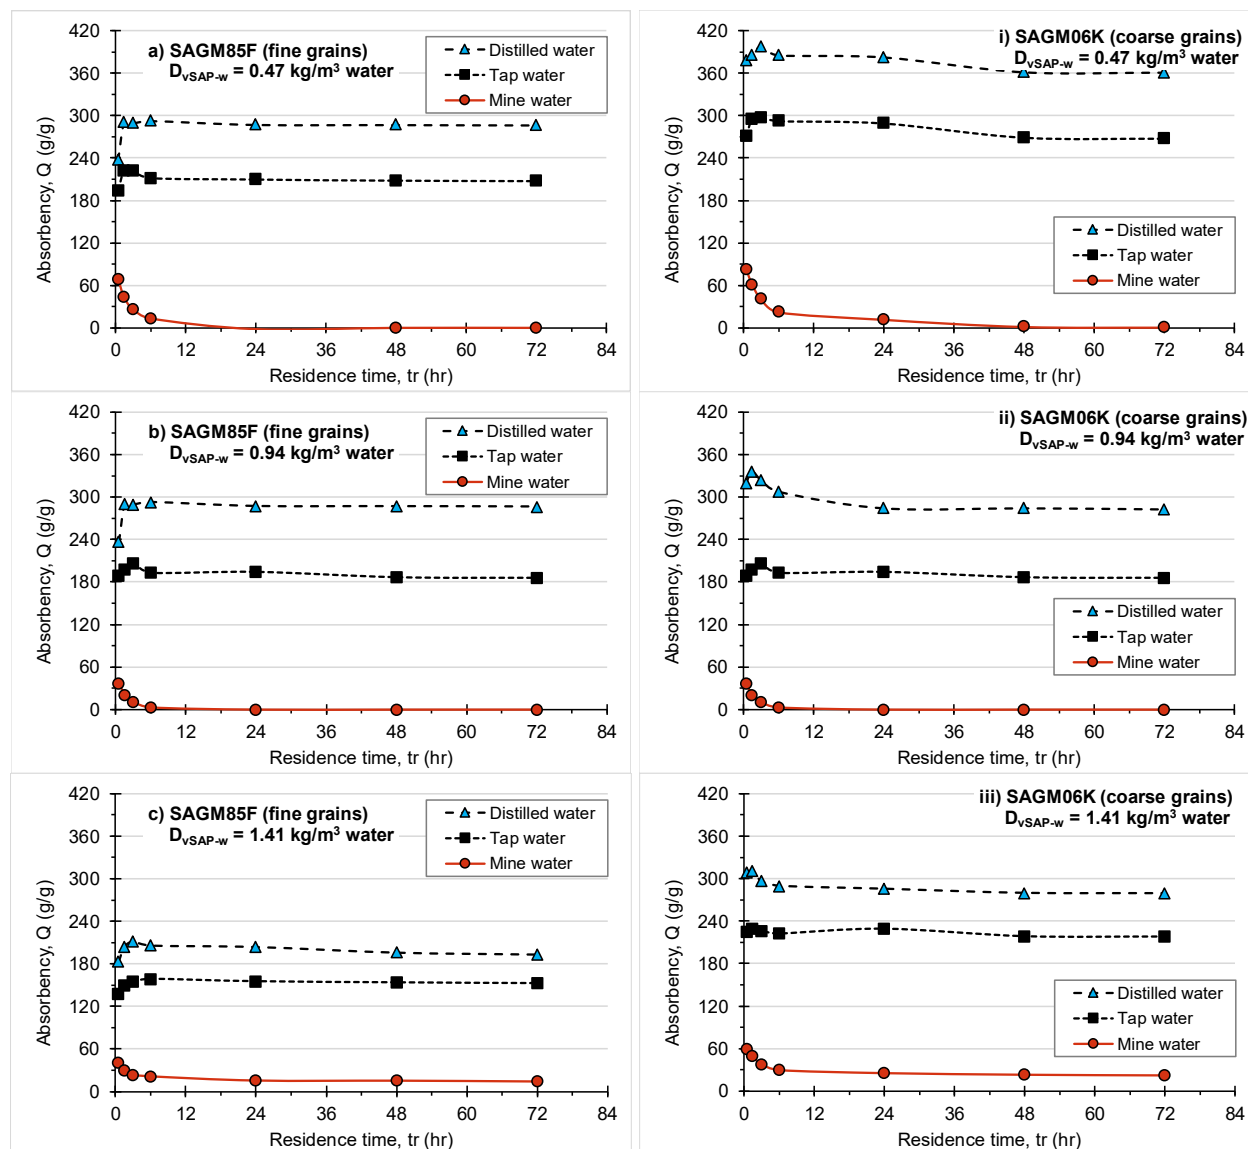 a) SAGM85F (fine grains)
DvSAP-w = 0.47 kg/m³ water
Distilled water
Tap water
Mine water
Absorbency, Q (g/g)
420
360
300
240
180
120
60
0
0 12 24 36 48 60 72 84
Residence time, tr (hr)
i) SAGM06K (coarse grains)
DvSAP-w = 0.47 kg/m³ water
Distilled water
Tap water
Mine water
Absorbency, Q (g/g)
420
360
300
240
180
120
60
0
0 12 24 36 48 60 72 84
Residence time, tr (hr)
b) SAGM85F (fine grains)
DvSAP-w = 0.94 kg/m³ water
Distilled water
Tap water
Mine water
Absorbency, Q (g/g)
420
360
300
240
180
120
60
0
0 12 24 36 48 60 72 84
Residence time, tr (hr)
ii) SAGM06K (coarse grains)
DvSAP-w = 0.94 kg/m³ water
Distilled water
Tap water
Mine water
Absorbency, Q (g/g)
420
360
300
240
180
120
60
0
0 12 24 36 48 60 72 84
Residence time, tr (hr)
c) SAGM85F (fine grains)
DvSAP-w = 1.41 kg/m³ water
Distilled water
Tap water
Mine water
Absorbency, Q (g/g)
420
360
300
240
180
120
60
0
0 12 24 36 48 60 72 84
Residence time, tr (hr)
iii) SAGM06K (coarse grains)
DvSAP-w = 1.41 kg/m³ water
Distilled water
Tap water
Mine water
Absorbency, Q (g/g)
420
360
300
240
180
120
60
0
0 12 24 36 48 60 72 84
Residence time, tr (hr)